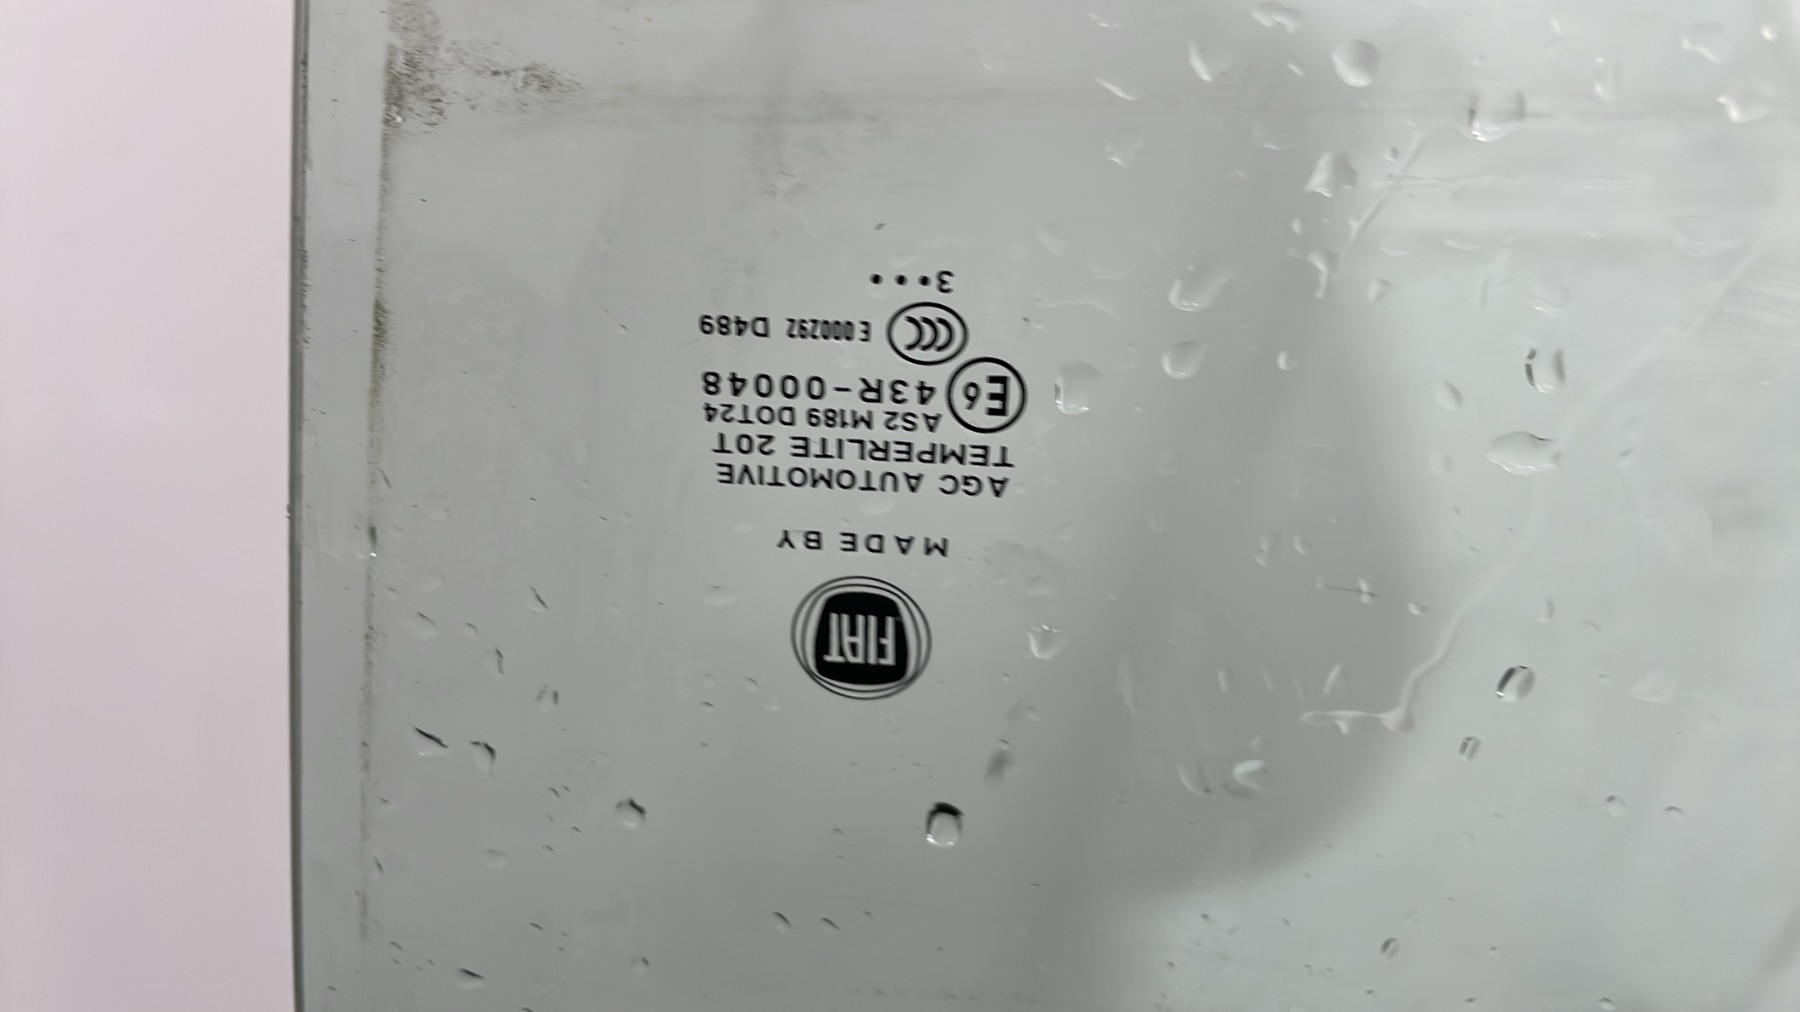 FIAT
MADE BY
AGC AUTOMOTIVE
TEMPERLITE 20T
AS2 M189 DOT24
E6 43R-00048
CCC E000292 D489
3•••